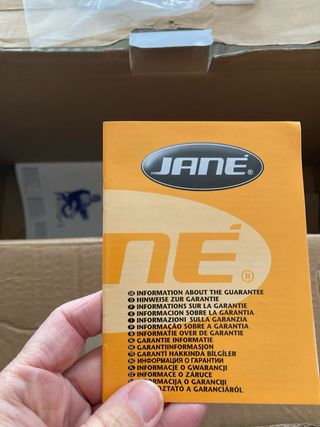 JANÉ®
NÉ®
GB INFORMATION ABOUT THE GUARANTEE
D HINWEISE ZUR GARANTIE
F INFORMATIONS SUR LA GARANTIE
E INFORMACION SOBRE LA GARANTIA
I INFORMAZIONI SULLA GARANZIA
P INFORMAÇÃO SOBRE A GARANTIA
INFORMATIE OVER DE GARANTIE
GARANTIE INFORMATIE
GARANTIINFORMASJON
GARANTİ HAKKINDA BİLGİLER
ИНФОРМАЦИЯ О ГАРАНТИИ
INFORMACJE O GWARANCJI
INFORMACE O ZÁRUCE
INFORMACIJA O GARANCIJI
GARANCIÁRÓL